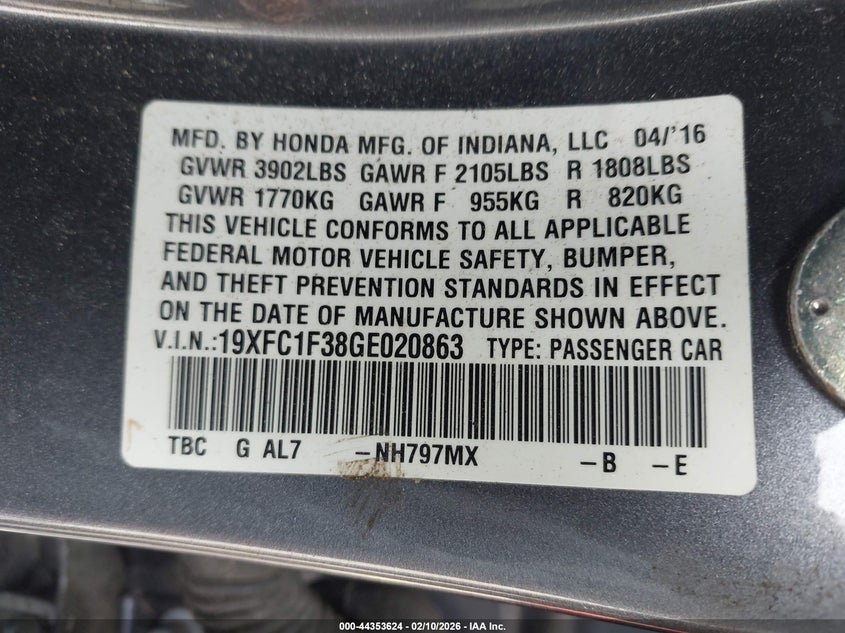 MFD. BY HONDA MFG. OF INDIANA, LLC 04/'16
GVWR 3902LBS GAWR F 2105LBS R 1808LBS
GVWR 1770KG GAWR F 955KG R 820KG
THIS VEHICLE CONFORMS TO ALL APPLICABLE
FEDERAL MOTOR VEHICLE SAFETY, BUMPER,
AND THEFT PREVENTION STANDARDS IN EFFECT
ON THE DATE OF MANUFACTURE SHOWN ABOVE.
V.I.N.:19XFC1F38GE020863 TYPE: PASSENGER CAR
TBC G AL7 -NH797MX -B -E
000-44353624 - 02/10/2026 - IAA Inc.